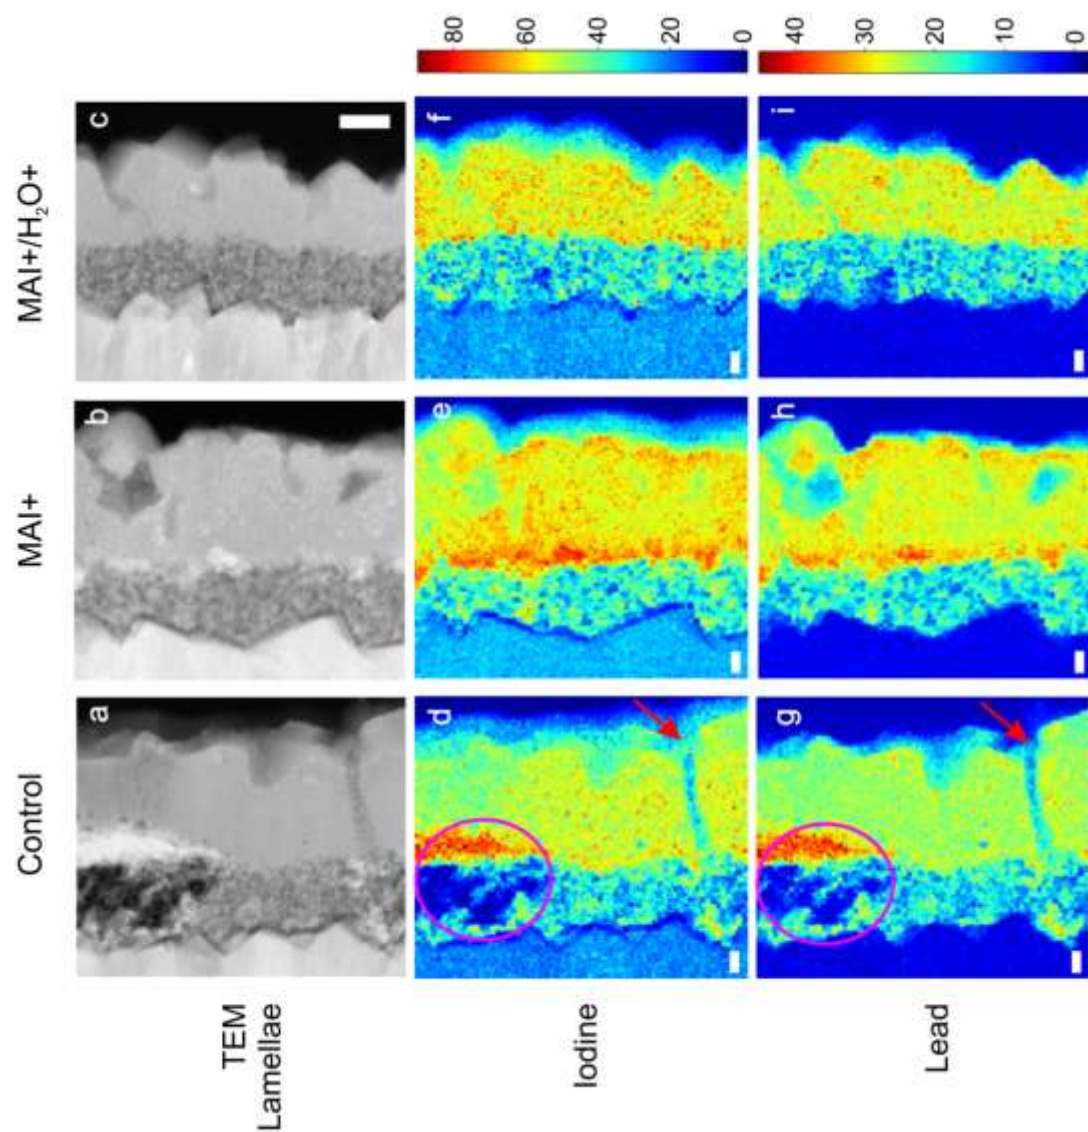 Control MAI+ MAI+/H₂O+
TEM
Lamellae
a b c
Iodine
d e f
80
60
40
20
0
Lead
g h i
40
30
20
10
0